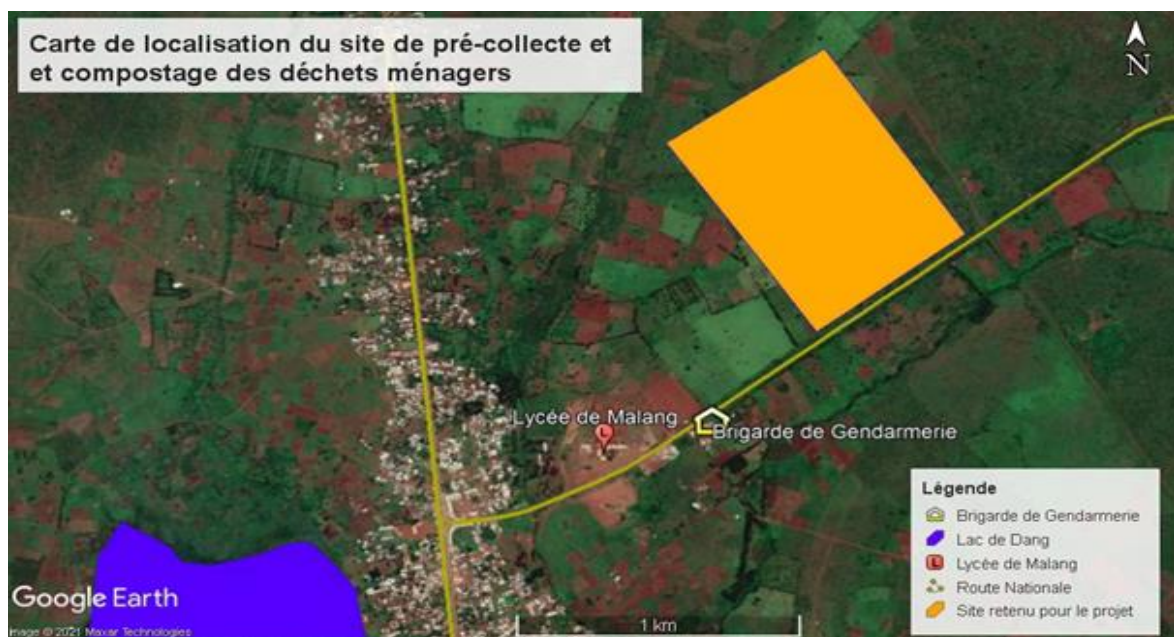 Carte de localisation du site de pré-collecte et
et compostage des déchets ménagers
N
Lycée de Malang
L
Brigarde de Gendarmerie
Légende
Brigarde de Gendarmerie
Lac de Dang
L
Lycée de Malang
Route Nationale
Site retenu pour le projet
Google Earth
Image © 2021 Maxar Technologies
1 km